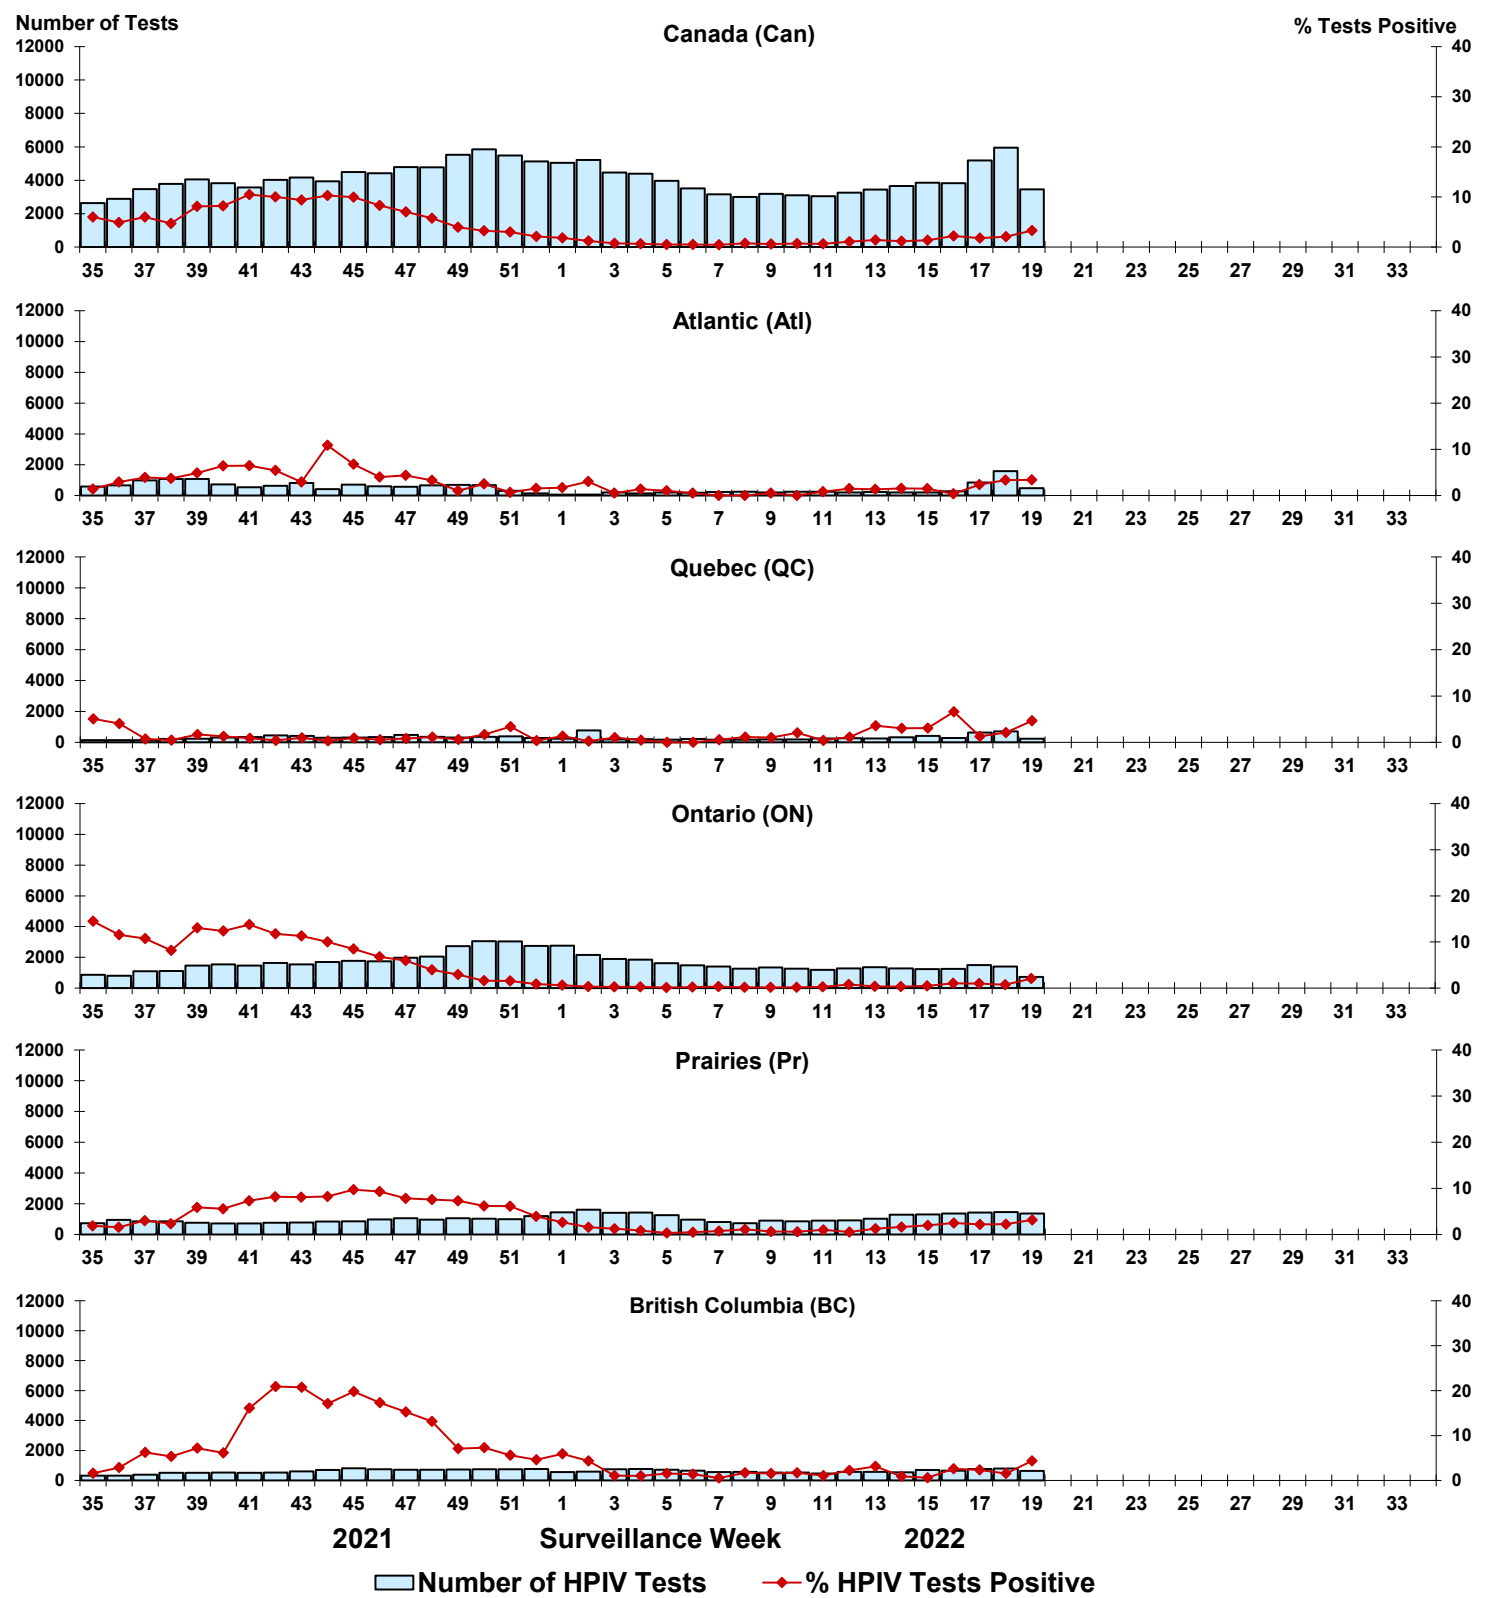 Number of Tests
Canada (Can)
% Tests Positive
12000 40
10000
8000 30
6000 20
4000 10
2000
0 0
35 37 39 41 43 45 47 49 51 1 3 5 7 9 11 13 15 17 19 21 23 25 27 29 31 33
Atlantic (Atl)
12000 40
10000 30
8000
6000 20
4000 10
2000
0 0
35 37 39 41 43 45 47 49 51 1 3 5 7 9 11 13 15 17 19 21 23 25 27 29 31 33
Quebec (QC)
12000 40
10000 30
8000
6000 20
4000 10
2000
0 0
35 37 39 41 43 45 47 49 51 1 3 5 7 9 11 13 15 17 19 21 23 25 27 29 31 33
Ontario (ON)
12000 40
10000 30
8000
6000 20
4000 10
2000
0 0
35 37 39 41 43 45 47 49 51 1 3 5 7 9 11 13 15 17 19 21 23 25 27 29 31 33
Prairies (Pr)
12000 40
10000 30
8000
6000 20
4000 10
2000
0 0
35 37 39 41 43 45 47 49 51 1 3 5 7 9 11 13 15 17 19 21 23 25 27 29 31 33
British Columbia (BC)
12000 40
10000 30
8000
6000 20
4000 10
2000
0 0
35 37 39 41 43 45 47 49 51 1 3 5 7 9 11 13 15 17 19 21 23 25 27 29 31 33
2021 Surveillance Week 2022
Number of HPIV Tests % HPIV Tests Positive